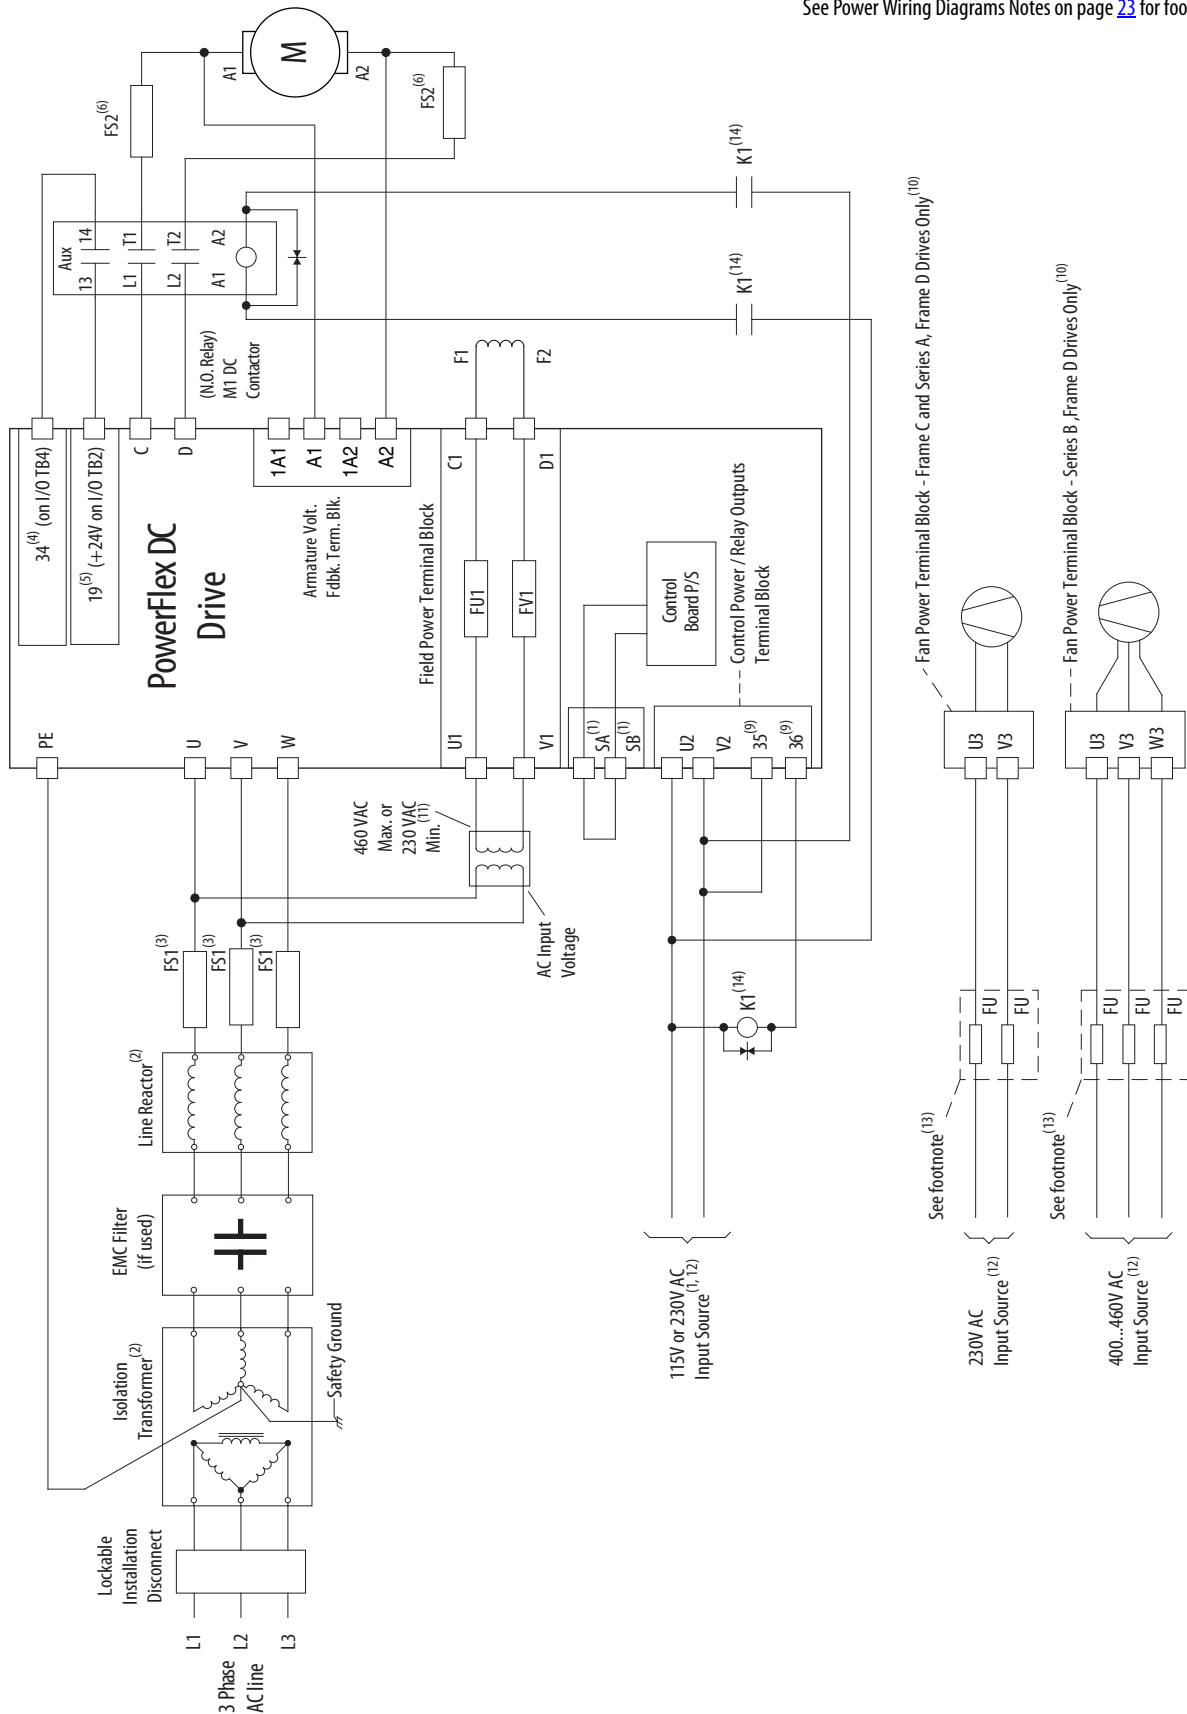 See Power Wiring Diagrams Notes on page 23 for foo
3 Phase
AC line
L1
L2
L3
Lockable
Installation
Disconnect
Isolation
Transformer(2)
Safety Ground
EMC Filter
(if used)
Line Reactor(2)
FS1(3)
FS1(3)
FS1(3)
AC Input
Voltage
460 VAC
Max. or
230 VAC
Min. (11)
PE
U
V
W
PowerFlex DC
Drive
34(4) (on I/O TB4)
19(5) (+24V on I/O TB2)
C
D
Armature Volt.
Fdbk. Term. Blk.
1A1
A1
1A2
A2
Field Power Terminal Block
U1
V1
FU1
FV1
C1
D1
F1
F2
SA(1)
SB(1)
Control
Board P/S
U2
V2
35(9)
36(9)
Control Power / Relay Outputs
Terminal Block
(N.O. Relay)
M1 DC
Contactor
Aux
13
14
L1
T1
L2
T2
A1
A2
FS2(6)
FS2(6)
A1
M
A2
K1(14)
K1(14)
K1(14)
115V or 230V AC
Input Source(1, 12)
230V AC
Input Source(12)
See footnote(13)
FU
FU
U3
V3
Fan Power Terminal Block - Frame C and Series A, Frame D Drives Only(10)
400...460V AC
Input Source(12)
See footnote(13)
FU
FU
FU
U3
V3
W3
Fan Power Terminal Block - Series B ,Frame D Drives Only(10)